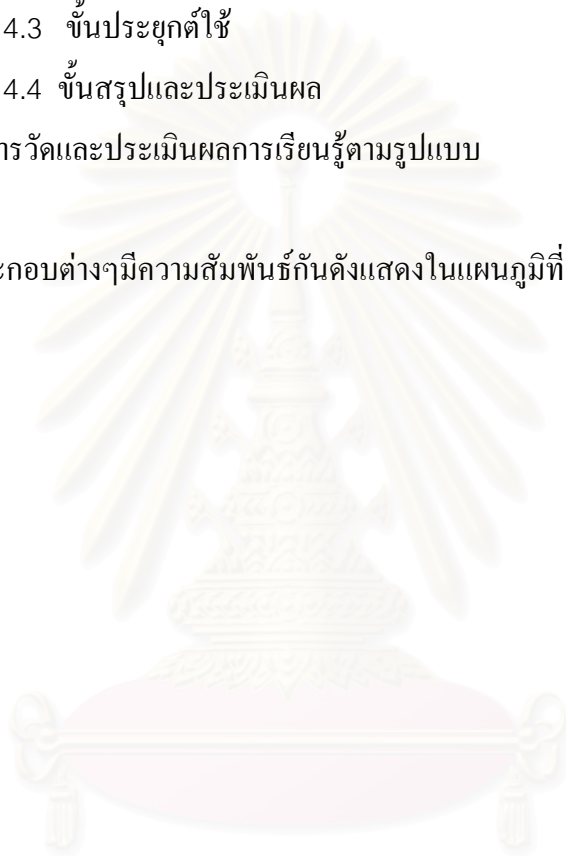 4.3 ขั้นประยุกต์ใช้
4.4 ขั้นสรุปและประเมินผล
ารวัดและประเมินผลการเรียนรู้ตามรูปแบบ
ะกอบต่างๆมีความสัมพันธ์กันดังแสดงในแผนภูมิที่